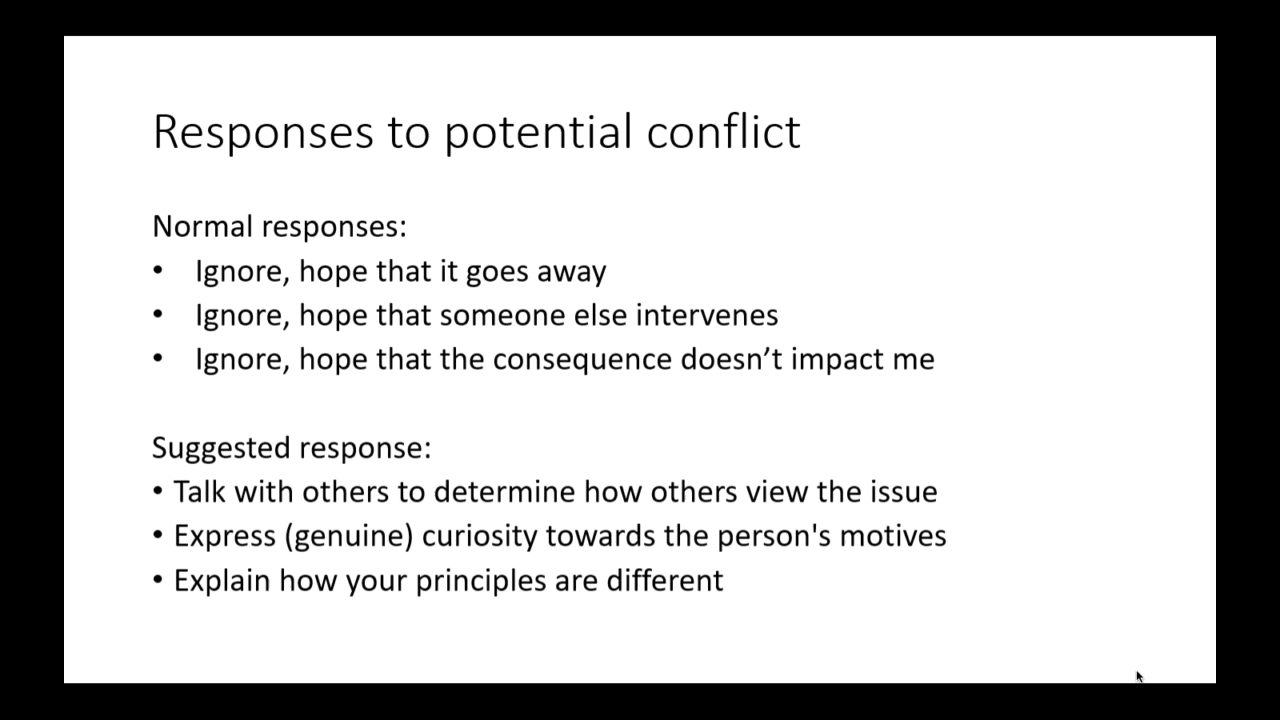 Responses to potential conflict
Normal responses:
• Ignore, hope that it goes away
• Ignore, hope that someone else intervenes
• Ignore, hope that the consequence doesn’t impact me
Suggested response:
• Talk with others to determine how others view the issue
• Express (genuine) curiosity towards the person's motives
• Explain how your principles are different